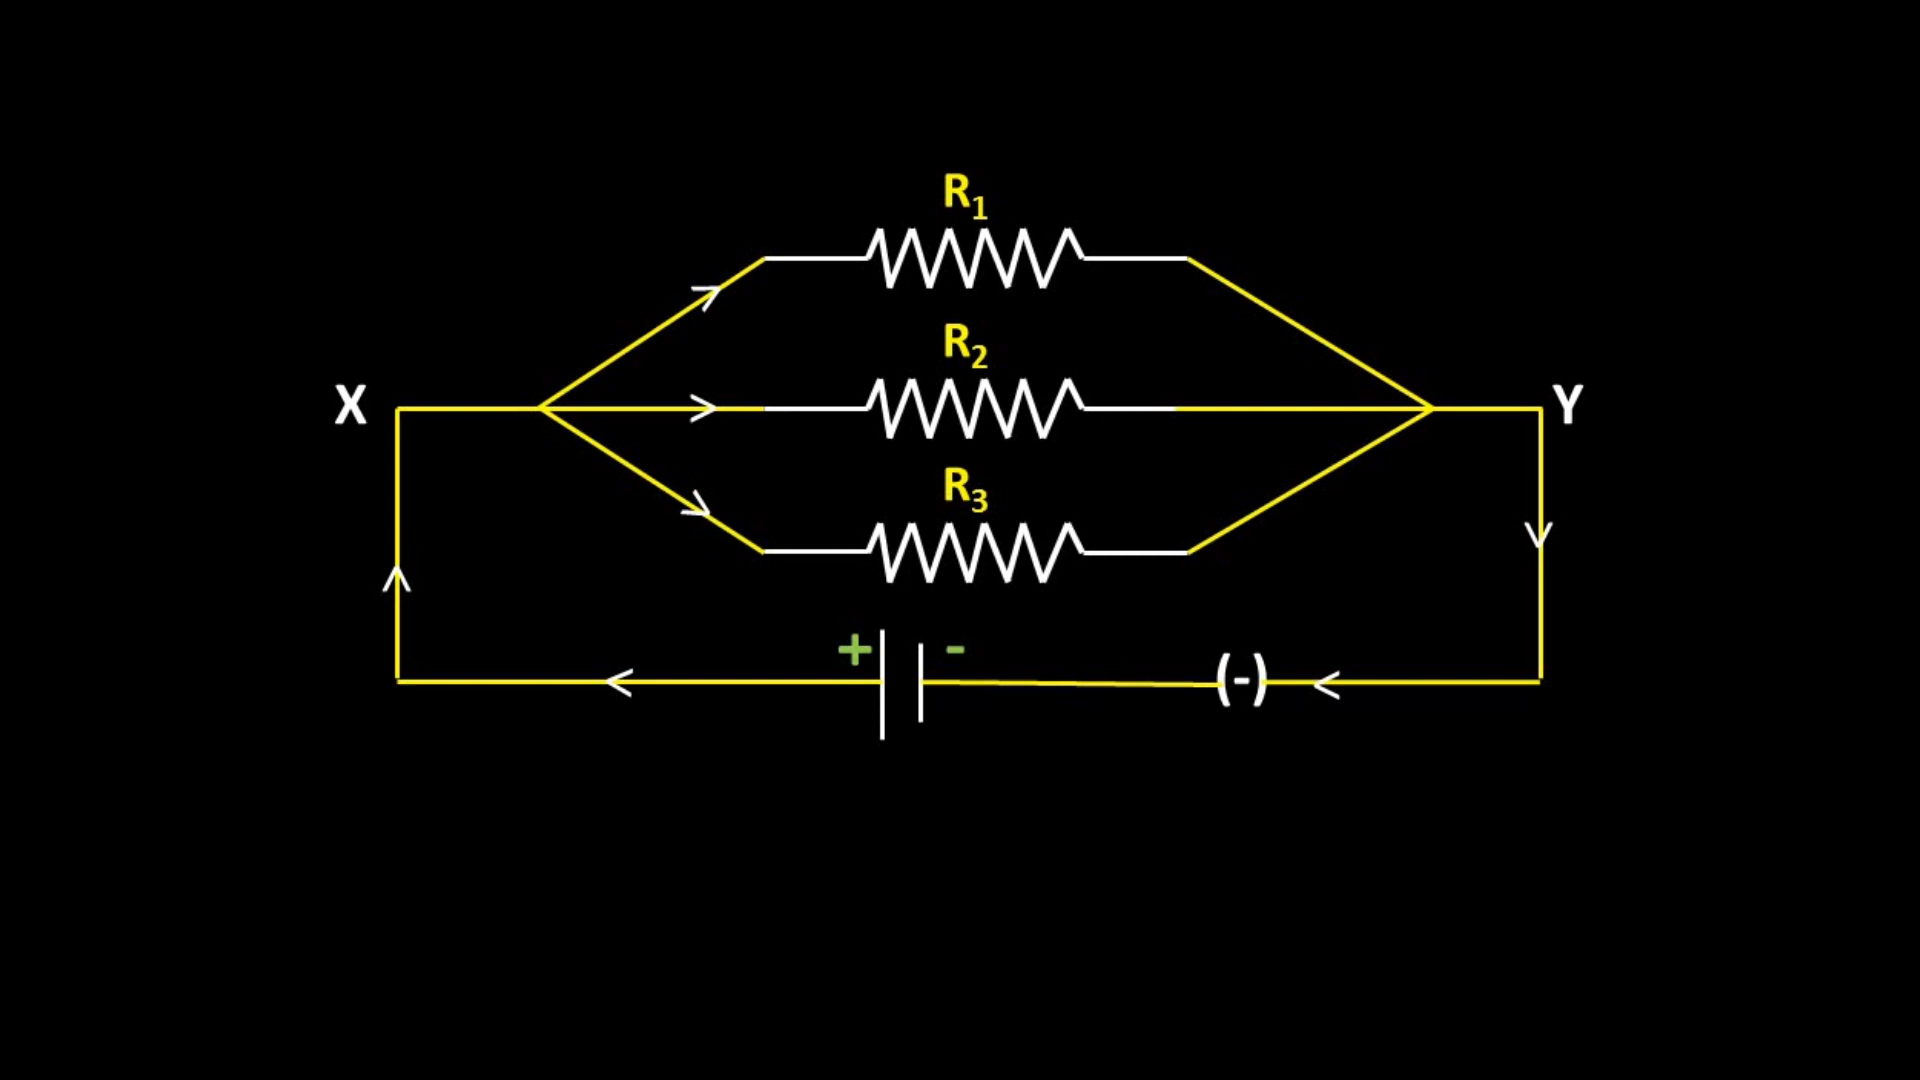 R₁
R₂
X
Y
R₃
+ -
(-)